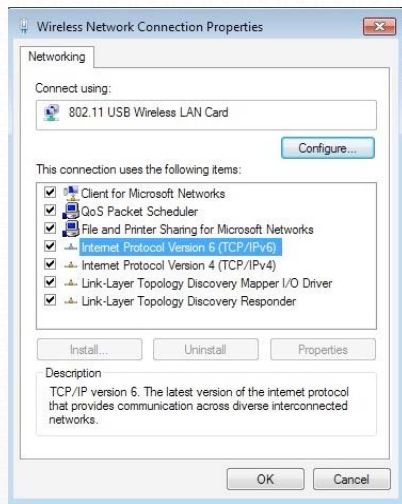 Wireless Network Connection Properties
Networking
Connect using:
802.11 USB Wireless LAN Card
Configure...
This connection uses the following items:
Client for Microsoft Networks
QoS Packet Scheduler
File and Printer Sharing for Microsoft Networks
Internet Protocol Version 6 (TCP/IPv6)
Internet Protocol Version 4 (TCP/IPv4)
Link-Layer Topology Discovery Mapper I/O Driver
Link-Layer Topology Discovery Responder
Install... Uninstall Properties
Description
TCP/IP version 6. The latest version of the internet protocol
that provides communication across diverse interconnected
networks.
OK Cancel